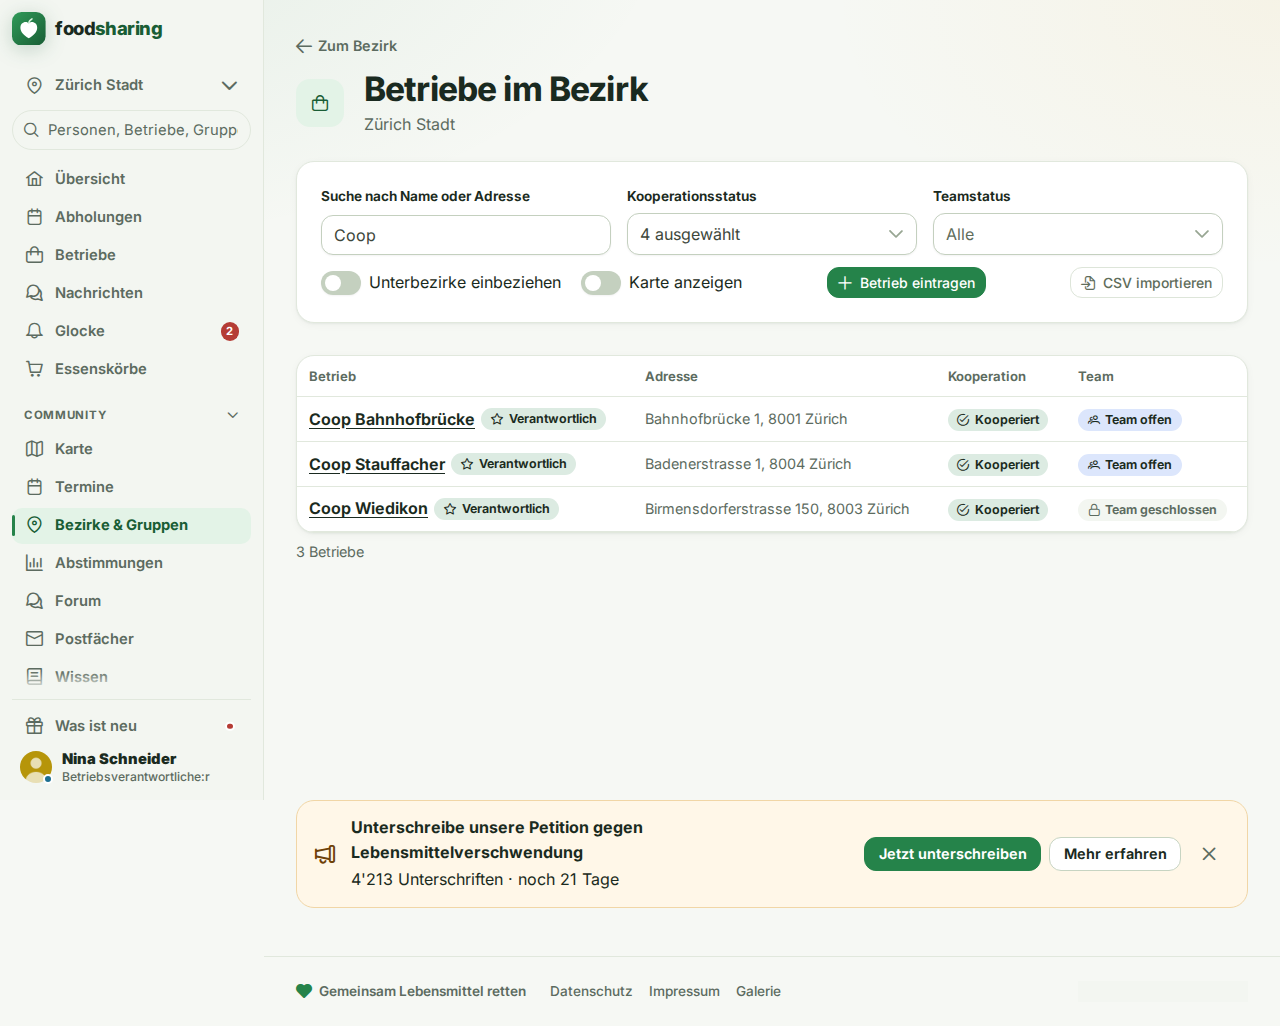 foodsharing
Zürich Stadt
Personen, Betriebe, Grupp
Übersicht
Abholungen
Betriebe
Nachrichten
Glocke 2
Essenskörbe
COMMUNITY
Karte
Termine
Bezirke & Gruppen
Abstimmungen
Forum
Postfächer
Wissen
Was ist neu
Nina Schneider
Betriebsverantwortliche:r
Zum Bezirk
Betriebe im Bezirk
Zürich Stadt
Suche nach Name oder Adresse Kooperationsstatus Teamstatus
Coop 4 ausgewählt Alle
Unterbezirke einbeziehen Karte anzeigen Betrieb eintragen CSV importieren
Betrieb Adresse Kooperation Team
Coop Bahnhofbrücke Verantwortlich Bahnhofbrücke 1, 8001 Zürich Kooperiert Team offen
Coop Stauffacher Verantwortlich Badenerstrasse 1, 8004 Zürich Kooperiert Team offen
Coop Wiedikon Verantwortlich Birmensdorferstrasse 150, 8003 Zürich Kooperiert Team geschlossen
3 Betriebe
Unterschreibe unsere Petition gegen
Lebensmittelverschwendung
4'213 Unterschriften · noch 21 Tage
Jetzt unterschreiben Mehr erfahren
Gemeinsam Lebensmittel retten Datenschutz Impressum Galerie